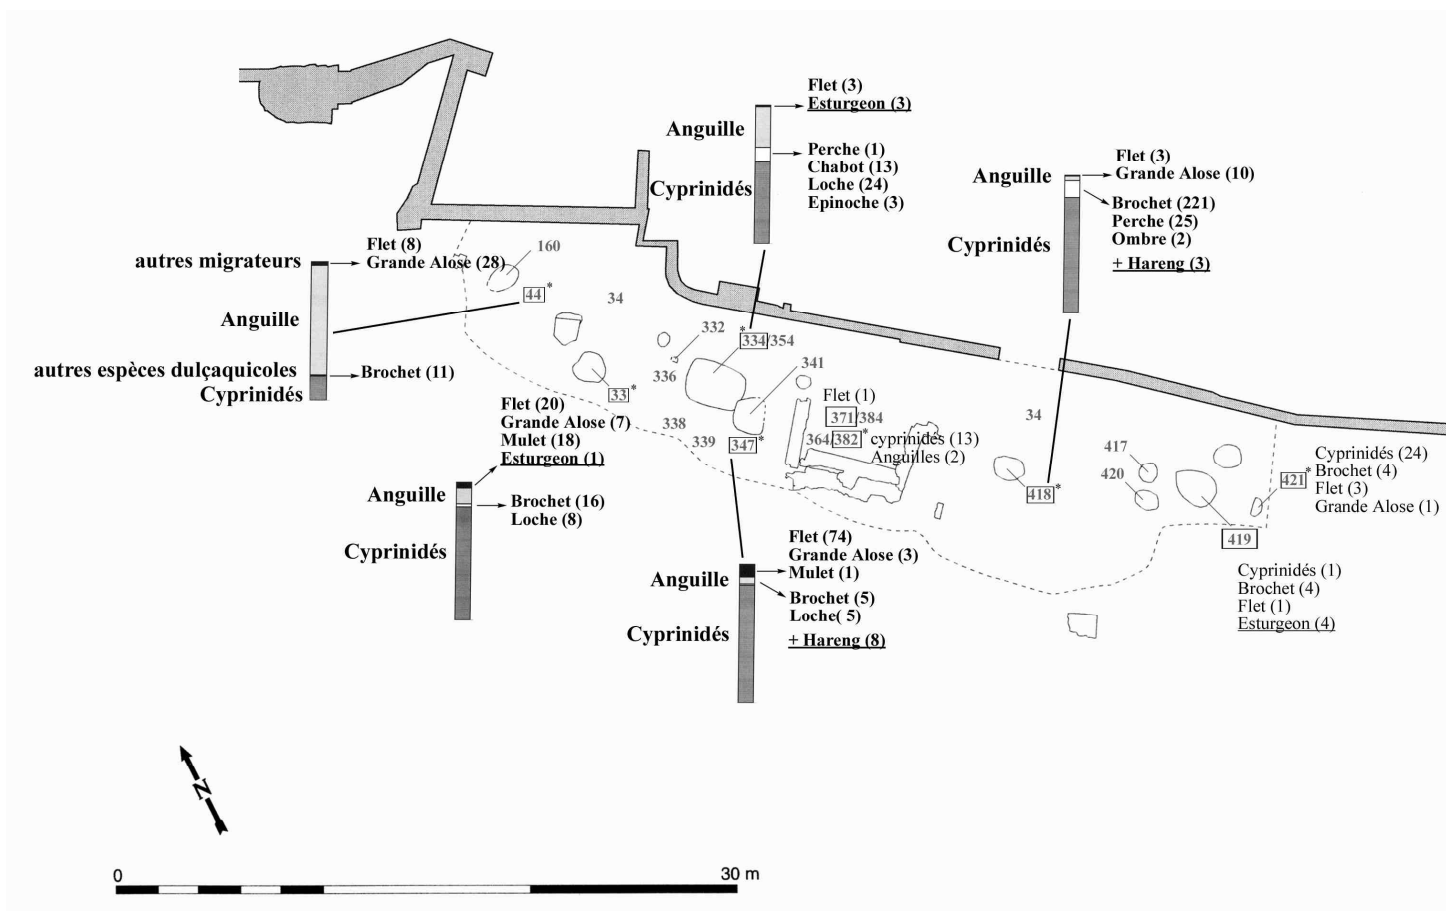 Flet (3)
Esturgeon (3)
Anguille
Perche (1)
Chabot (13)
Loche (24)
Epinoche (3)
Cyprinidés
Flet (3)
Grande Alose (10)
Anguille
Brochet (221)
Perche (25)
Ombre (2)
Cyprinidés
+ Hareng (3)
Flet (8)
Grande Alose (28)
autres migrateurs
Anguille
autres espèces dulçaquicoles
Brochet (11)
Cyprinidés
160
44*
34
332
*334/354
336
341
33*
338
339
347*
Flet (1)
371/384
364/382*
cyprinidés (13)
Anguilles (2)
34
417
420
418*
421*
Cyprinidés (24)
Brochet (4)
Flet (3)
Grande Alose (1)
419
Cyprinidés (1)
Brochet (4)
Flet (1)
Esturgeon (4)
Flet (20)
Grande Alose (7)
Mulet (18)
Esturgeon (1)
Anguille
Brochet (16)
Loche (8)
Cyprinidés
Flet (74)
Grande Alose (3)
Mulet (1)
Anguille
Brochet (5)
Loche( 5)
Cyprinidés
+ Hareng (8)
N
0
30 m